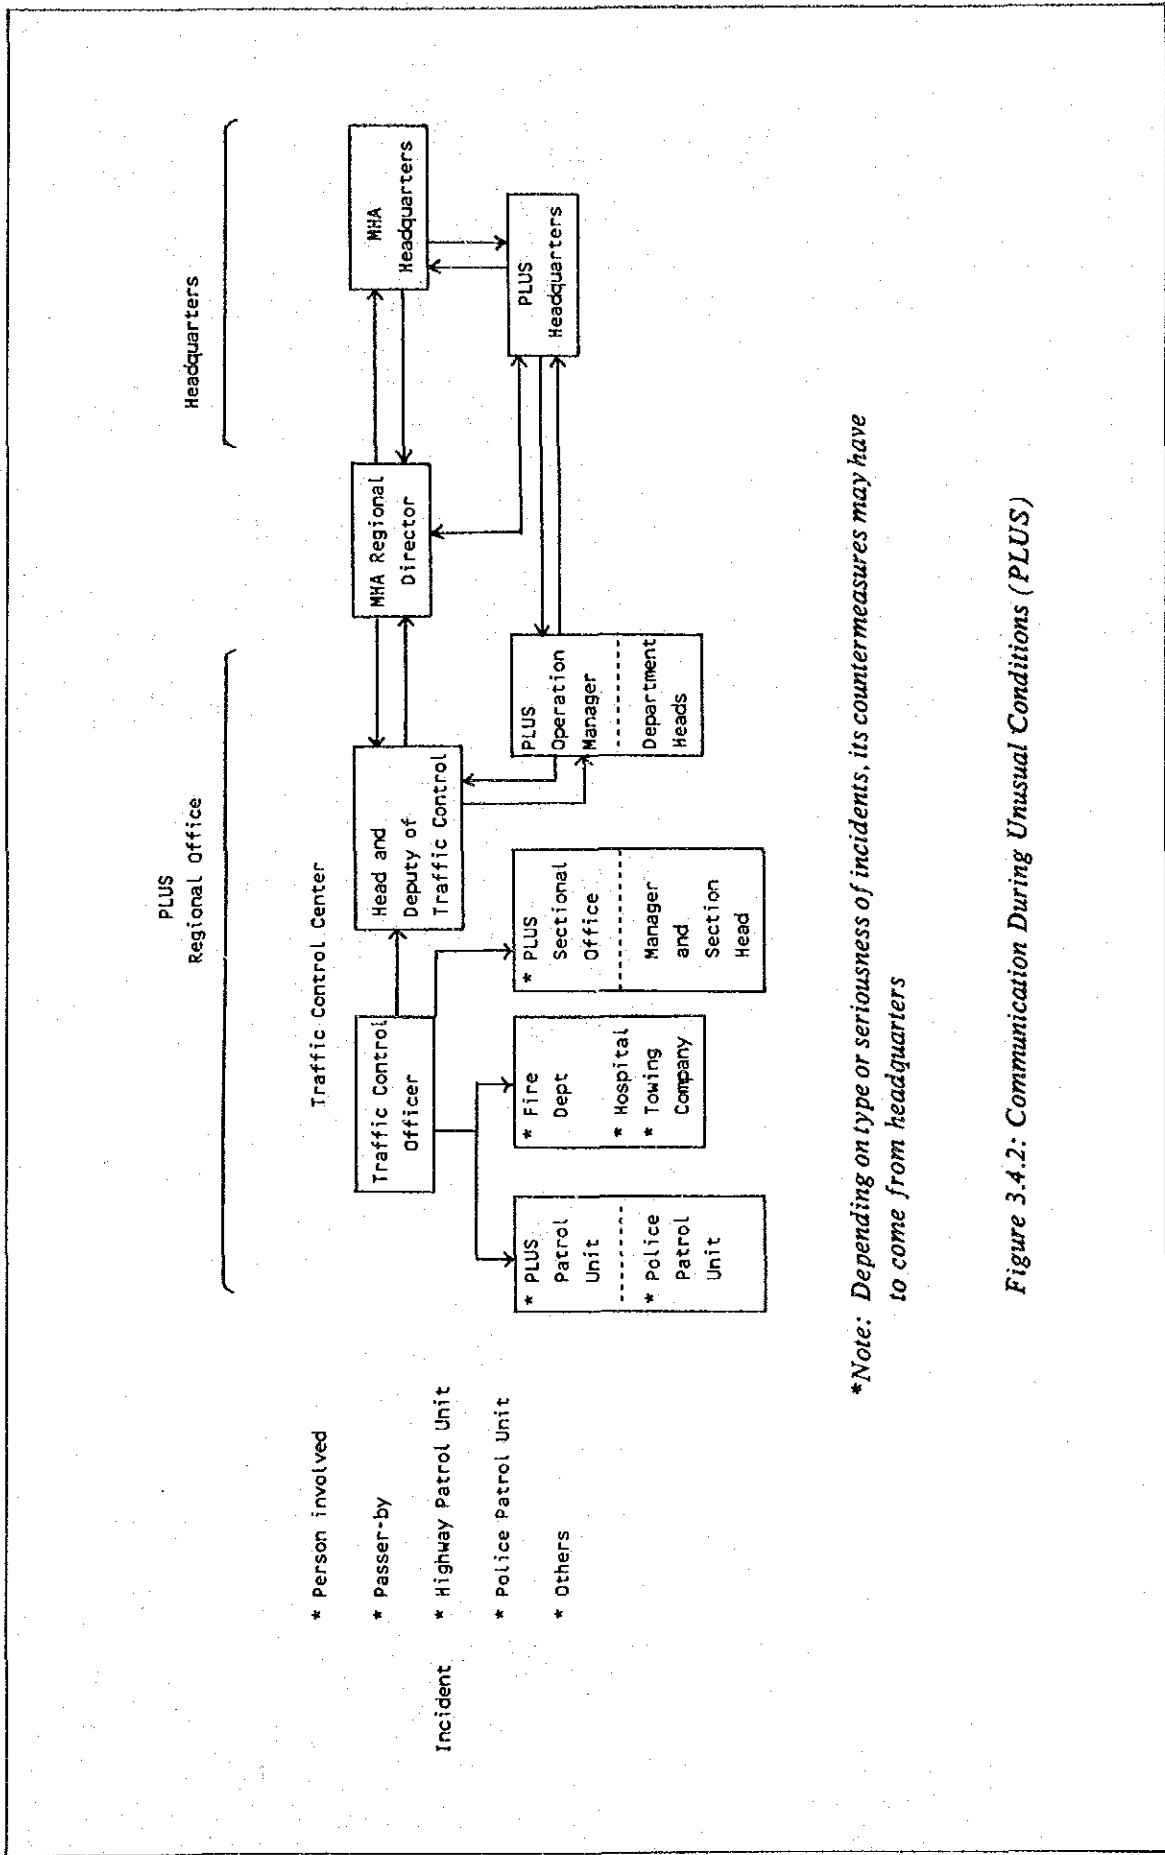 PLUS
Regional Office
Headquarters
Traffic Control Center
Incident
* Person involved
* Passer-by
* Highway Patrol Unit
* Police Patrol Unit
* Others
Traffic Control
Officer
Head and
Deputy of
Traffic Control
MHA Regional
Director
MHA
Headquarters
* PLUS
Patrol
Unit
* Police
Patrol
Unit
* Fire
Dept
* Hospital
* Towing
Company
* PLUS
Sectional
Office
Manager
and
Section
Head
PLUS
Operation
Manager
Department
Heads
PLUS
Headquarters
*Note: Depending on type or seriousness of incidents, its countermeasures may have
to come from headquarters
Figure 3.4.2: Communication During Unusual Conditions (PLUS)